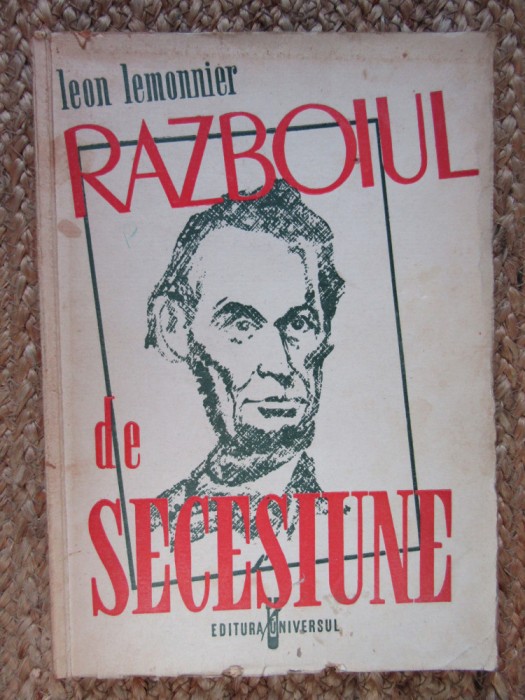 leon lemonnier
RAZBOIUL
de
SECESIUNE
EDITURA UNIVERSUL